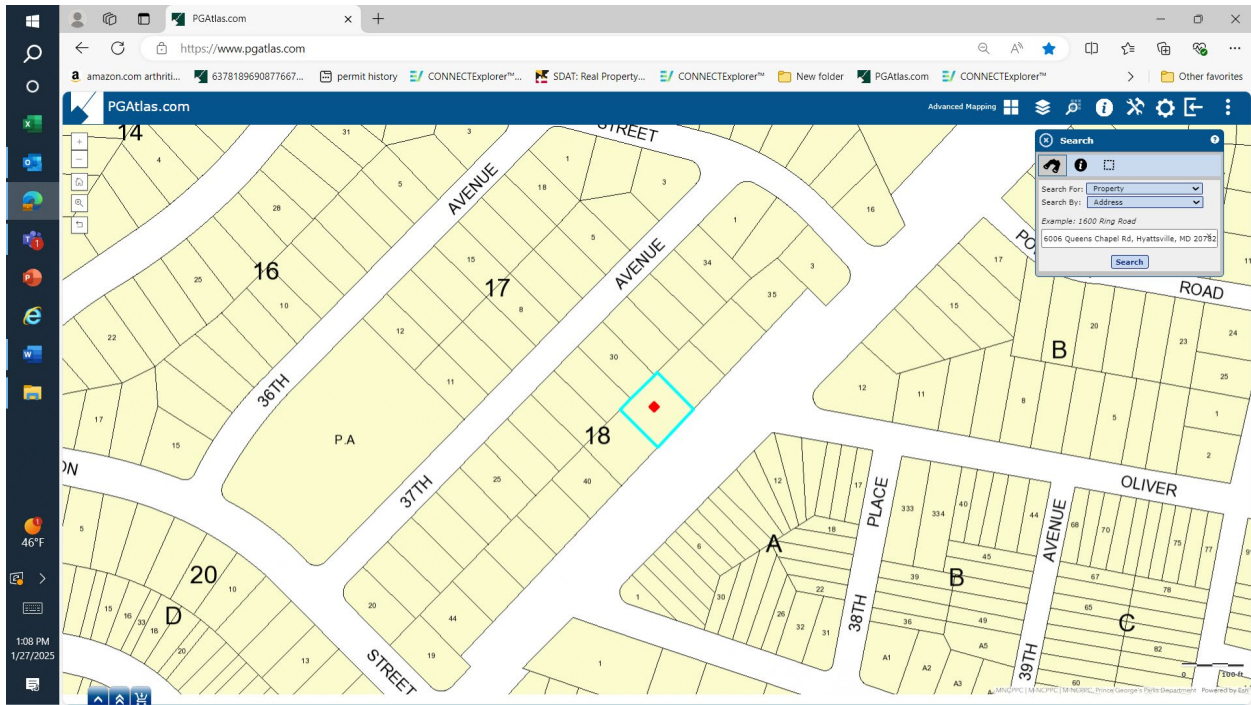 PGAtlas.com
https://www.pgatlas.com
amazon.com arthriti...
6378189690877667...
permit history
CONNECTExplorer™...
SDAT: Real Property...
CONNECTExplorer™
New folder
PGAtlas.com
CONNECTExplorer™
Other favorites
PGAtlas.com
Advanced Mapping
Search
Search For: Property
Search By: Address
Example: 1600 Ring Road
6006 Queens Chapel Rd, Hyattsville, MD 20782
Search
14
4
31
3
5
28
25
16
10
22
17
15
AVENUE
36TH
STREET
1
18
3
5
15
17
8
12
11
P.A
AVENUE
37TH
1
34
3
35
30
18
25
40
20
44
19
16
17
15
12
11
ROAD
B
20
23
24
25
8
5
1
2
OLIVER
5
20
10
D
15
16
33
18
20
13
STREET
12
17
18
6
A
1
30
22
26
32
31
1
PLACE
38TH
333
334
40
44
45
39
B
36
49
A1
A2
A3
A5
AVENUE
39TH
68
70
75
77
67
78
65
C
82
60
0
100 ft
Prince George's Parks Department
Powered by Esri
46°F
1:08 PM
1/27/2025